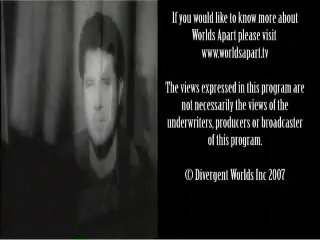 If you would like to know more about
Worlds Apart please visit
www.worldsapart.tv
The views expressed in this program are
not necessarily the views of the
underwriters, producers or broadcaster
of this program.
© Divergent Worlds Inc 2007